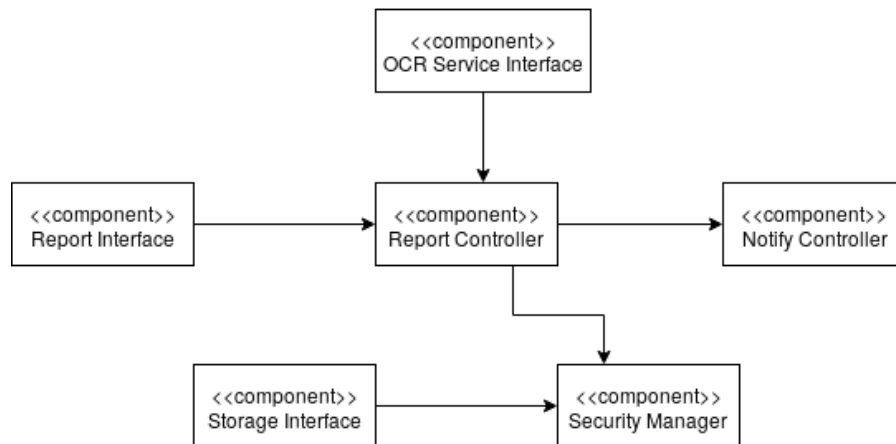 <<component>>
OCR Service Interface
<<component>>
Report Interface
<<component>>
Report Controller
<<component>>
Notify Controller
<<component>>
Storage Interface
<<component>>
Security Manager